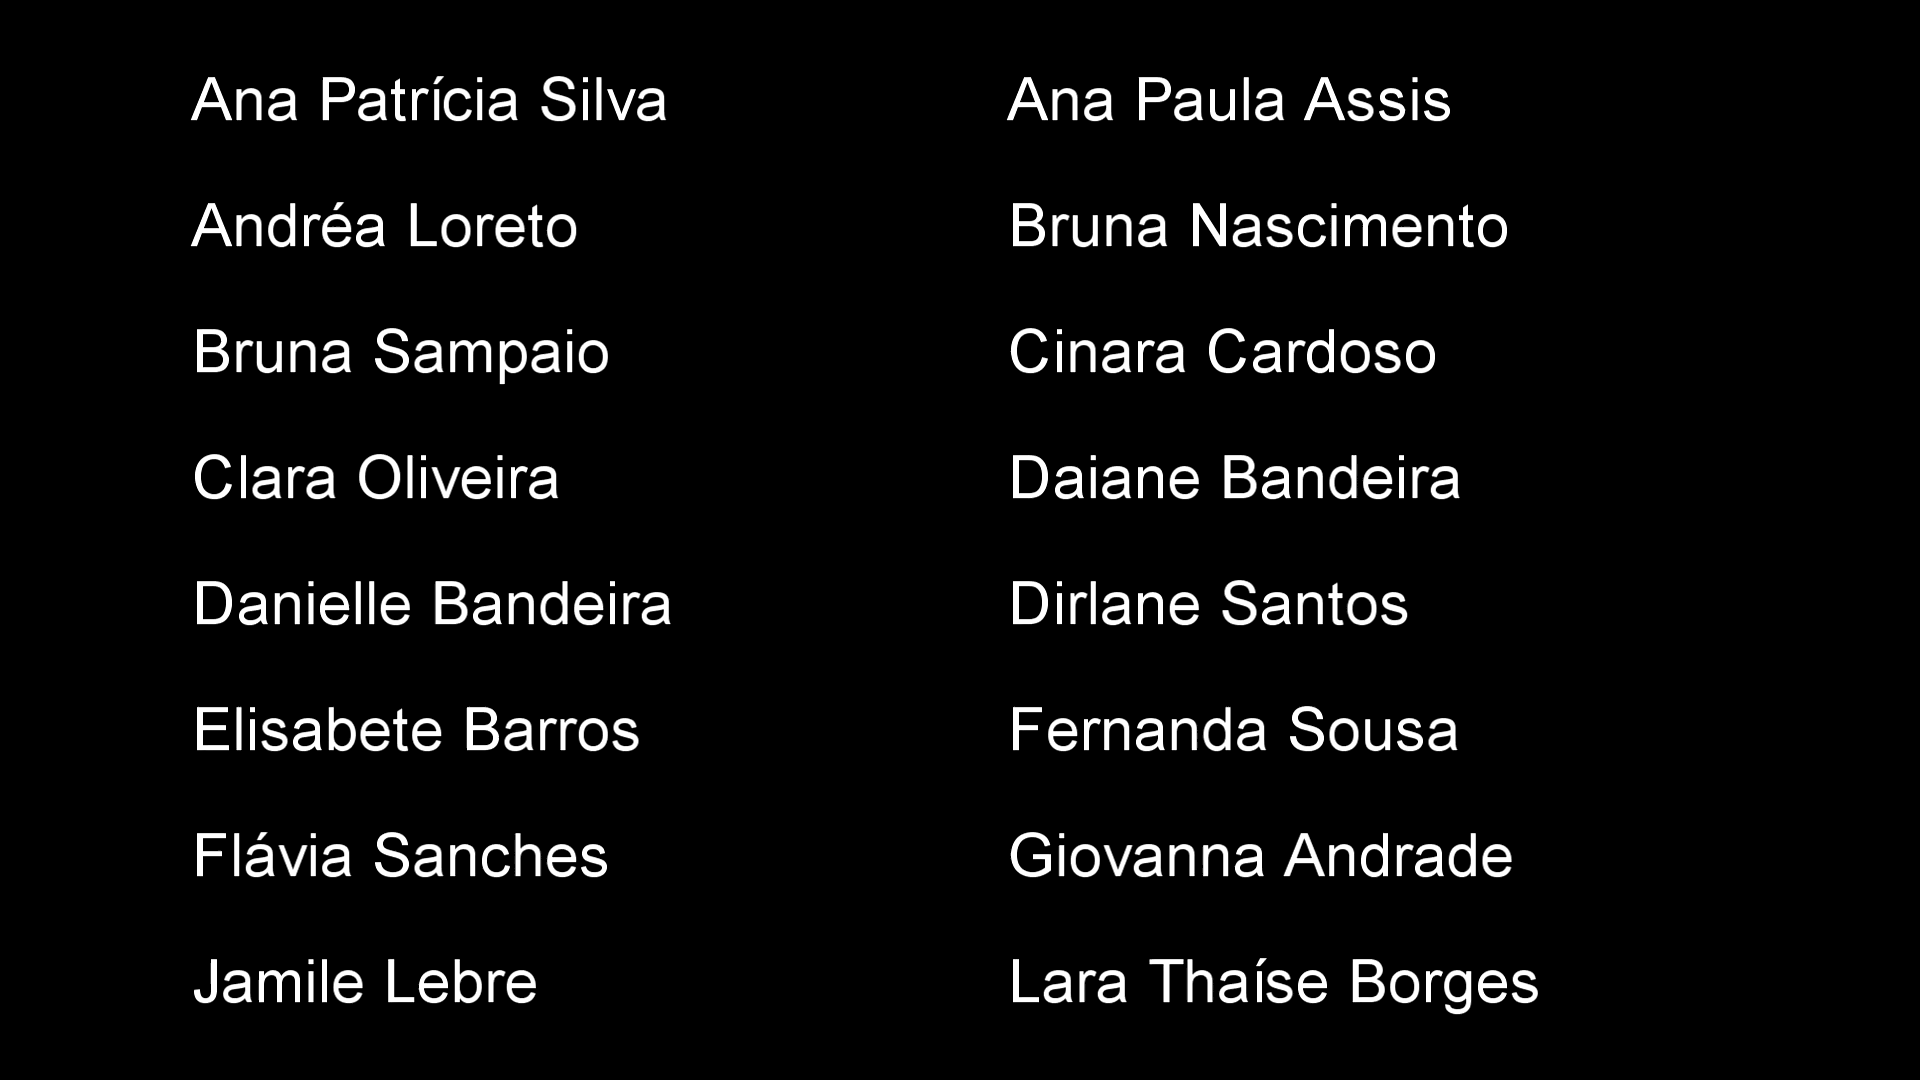 Ana Patrícia Silva
Ana Paula Assis
Andréa Loreto
Bruna Nascimento
Bruna Sampaio
Cinara Cardoso
Clara Oliveira
Daiane Bandeira
Danielle Bandeira
Dirlane Santos
Elisabete Barros
Fernanda Sousa
Flávia Sanches
Giovanna Andrade
Jamile Lebre
Lara Thaíse Borges